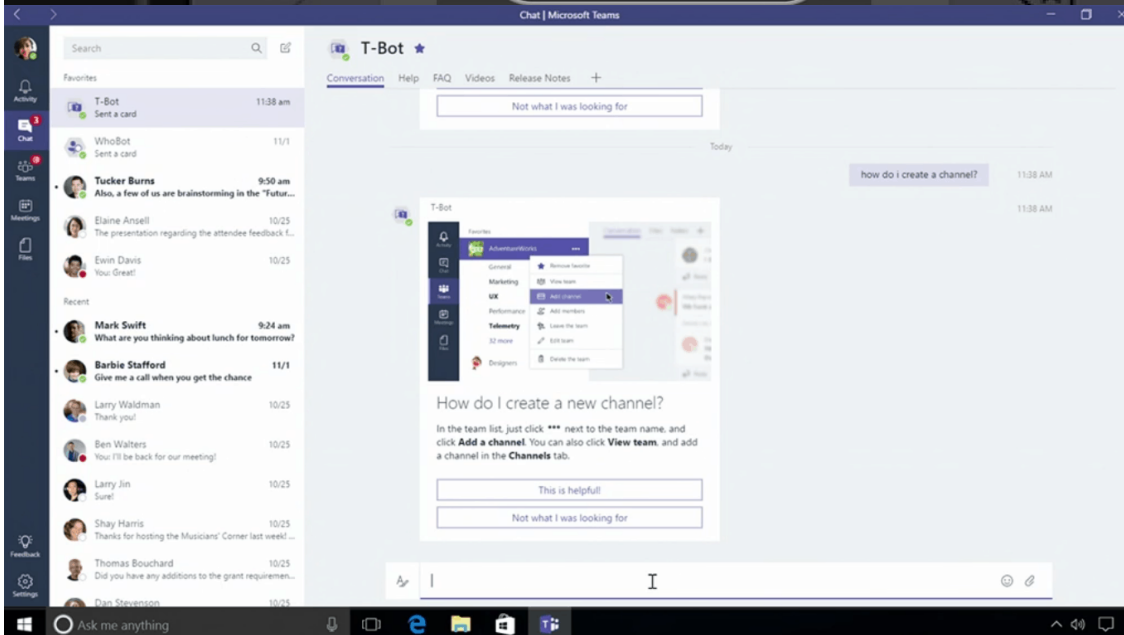 Chat | Microsoft Teams
Search
Activity
Chat
3
Teams
Meetings
Files
Feedback
Settings
Favorites
T-Bot 11:38 am
Sent a card
WhoBot 11/1
Sent a card
Tucker Burns 9:50 am
Also, a few of us are brainstorming in the "Futur...
Elaine Ansell 10/25
The presentation regarding the attendee feedback f...
Ewin Davis 10/25
You: Great!
Recent
Mark Swift 9:24 am
What are you thinking about lunch for tomorrow?
Barbie Stafford 11/1
Give me a call when you get the chance
Larry Waldman 10/25
Thank you!
Ben Walters 10/25
You: I'll be back for our meeting!
Larry Jin 10/25
Sure!
Shay Harris 10/25
Thanks for hosting the Musicians' Corner last week! ...
Thomas Bouchard 10/25
Did you have any additions to the grant requiremen...
Dan Stevenson 10/25
T-Bot
Conversation Help FAQ Videos Release Notes +
Not what I was looking for
Today
how do i create a channel? 11:38 AM
11:38 AM
T-Bot
Favorites
AdventureWorks ...
General
Marketing
UX
Performance
Telemetry
32 more
Designers
Remove favorite
View team
Add channel
Add members
Leave the team
Edit team
Delete the team
How do I create a new channel?
In the team list, just click *** next to the team name, and
click Add a channel. You can also click View team, and add
a channel in the Channels tab.
This is helpful!
Not what I was looking for
Ask me anything